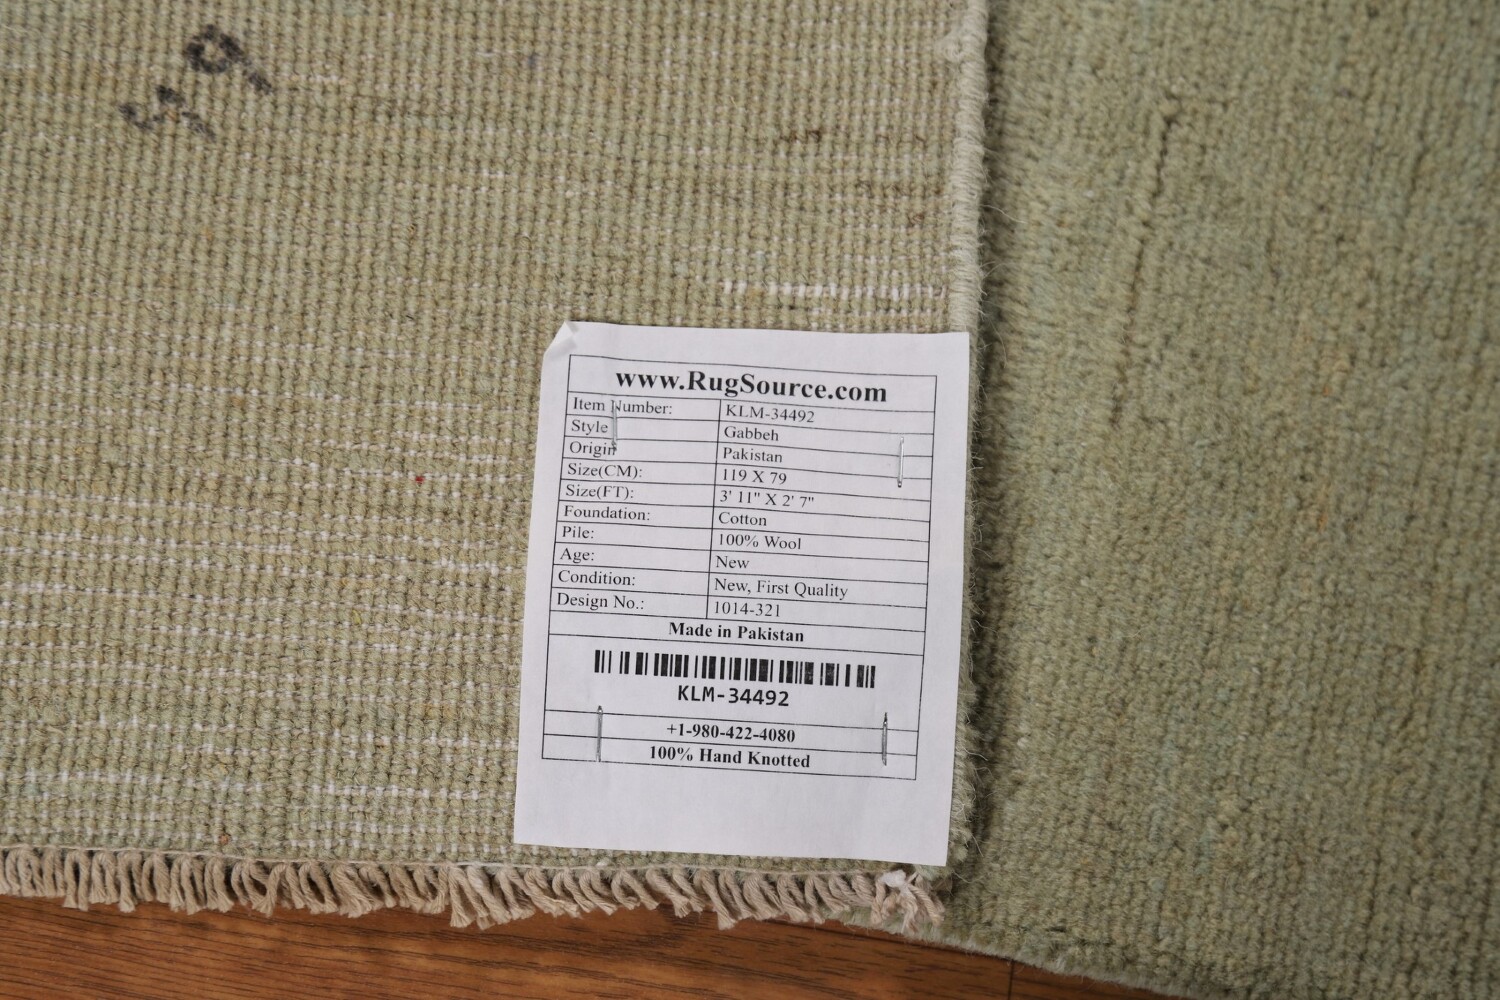 www.RugSource.com
Item Number: KLM-34492
Style Gabbeh
Origin Pakistan
Size(CM): 119 X 79
Size(FT): 3' 11" X 2' 7"
Foundation: Cotton
Pile: 100% Wool
Age: New
Condition: New, First Quality
Design No.: 1014-321
Made in Pakistan
KLM-34492
+1-980-422-4080
100% Hand Knotted